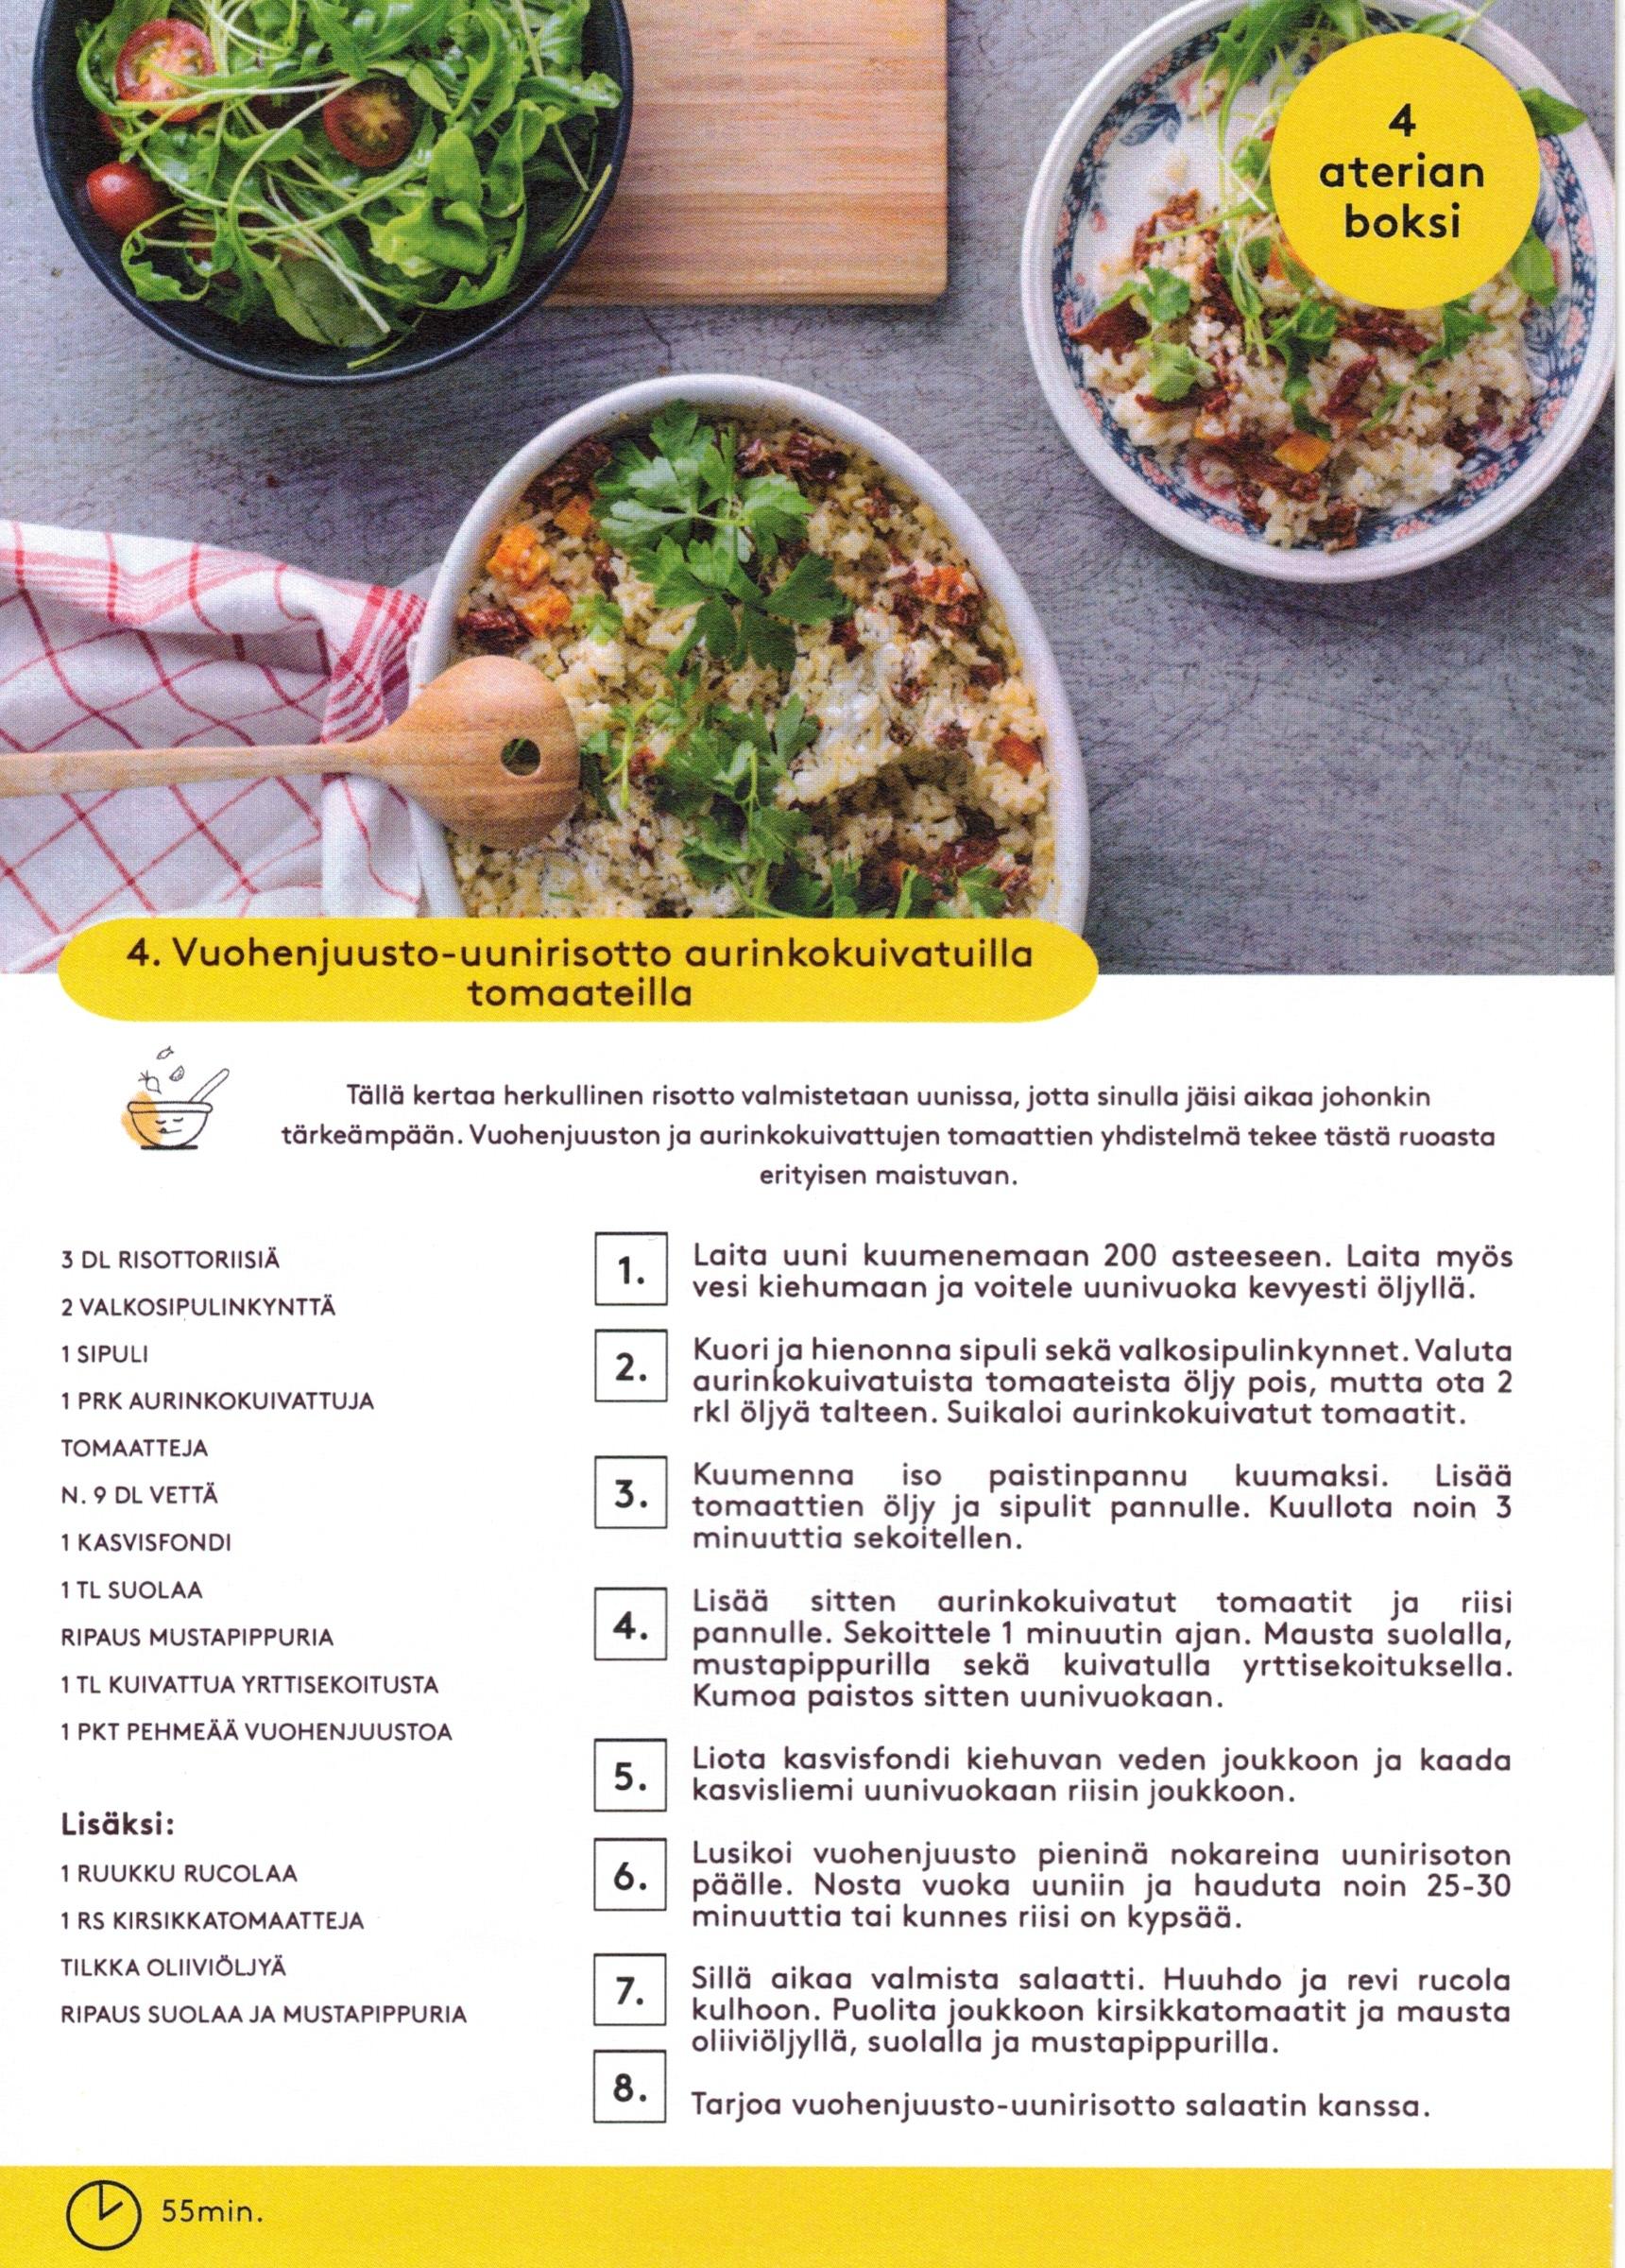 4
aterian
boksi
4. Vuohenjuusto-uunirisotto aurinkokuivatuilla
tomaateilla
Tällä kertaa herkullinen risotto valmistetaan uunissa, jotta sinulla jäisi aikaa johonkin
tärkeämpään. Vuohenjuuston ja aurinkokuivattujen tomaattien yhdistelmä tekee tästä ruoasta
erityisen maistuvan.
3 DL RISOTTORIISIÄ
2 VALKOSIPULINKYNTTÄ
1 SIPULI
1 PRK AURINKOKUIVATTUJA
TOMAATTEJA
N. 9 DL VETTÄ
1 KASVISFONDI
1 TL SUOLAA
RIPAUS MUSTAPIPPURIA
1 TL KUIVATTUA YRTTISEKOITUSTA
1 PKT PEHMEÄÄ VUOHENJUUSTOA
Lisäksi:
1 RUUKKU RUCOLAA
1 RS KIRSIKKATOMAATTEJA
TILKKA OLIIVIÖLJYÄ
RIPAUS SUOLAA JA MUSTAPIPPURIA
1.
Laita uuni kuumenemaan 200 asteeseen. Laita myös
vesi kiehumaan ja voitele uunivuoka kevyesti öljyllä.
2.
Kuori ja hienonna sipuli sekä valkosipulinkynnet. Valuta
aurinkokuivatuista tomaateista öljy pois, mutta ota 2
rkl öljyä talteen. Suikaloi aurinkokuivatut tomaatit.
3.
Kuumenna iso paistinpannu kuumaksi. Lisää
tomaattien öljy ja sipulit pannulle. Kuullota noin 3
minuuttia sekoitellen.
4.
Lisää sitten aurinkokuivatut tomaatit ja riisi
pannulle. Sekoittele 1 minuutin ajan. Mausta suolalla,
mustapippurilla sekä kuivatulla yrttisekoituksella.
Kumoa paistos sitten uunivuokaan.
5.
Liota kasvisfondi kiehuvan veden joukkoon ja kaada
kasvisliemi uunivuokaan riisin joukkoon.
6.
Lusikoi vuohenjuusto pieninä nokareina uunirisoton
päälle. Nosta vuoka uuniin ja hauduta noin 25-30
minuuttia tai kunnes riisi on kypsää.
7.
Sillä aikaa valmista salaatti. Huuhdo ja revi rucola
kulhoon. Puolita joukkoon kirsikkatomaatit ja mausta
oliiviöljyllä, suolalla ja mustapippurilla.
8.
Tarjoa vuohenjuusto-uunirisotto salaatin kanssa.
55min.